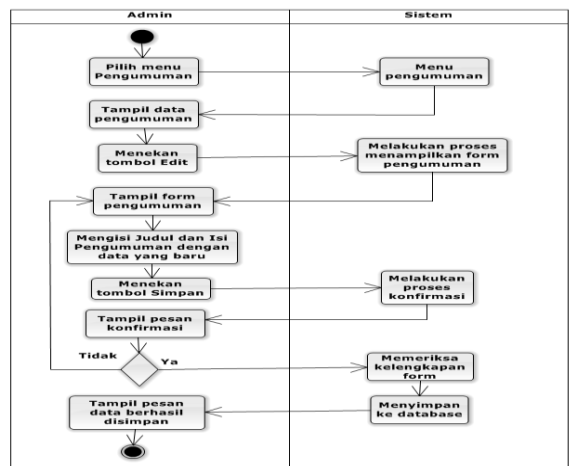 Admin
Sistem
Pilih menu
Pengumuman
Menu
pengumuman
Tampil data
pengumuman
Menekan
tombol Edit
Melakukan proses
menampilkan form
pengumuman
Tampil form
pengumuman
Mengisi Judul dan Isi
Pengumuman dengan
data yang baru
Menekan
tombol Simpan
Melakukan
proses
konfirmasi
Tampil pesan
konfirmasi
Tidak
Ya
Memeriksa
kelengkapan
form
Menyimpan
ke database
Tampil pesan
data berhasil
disimpan